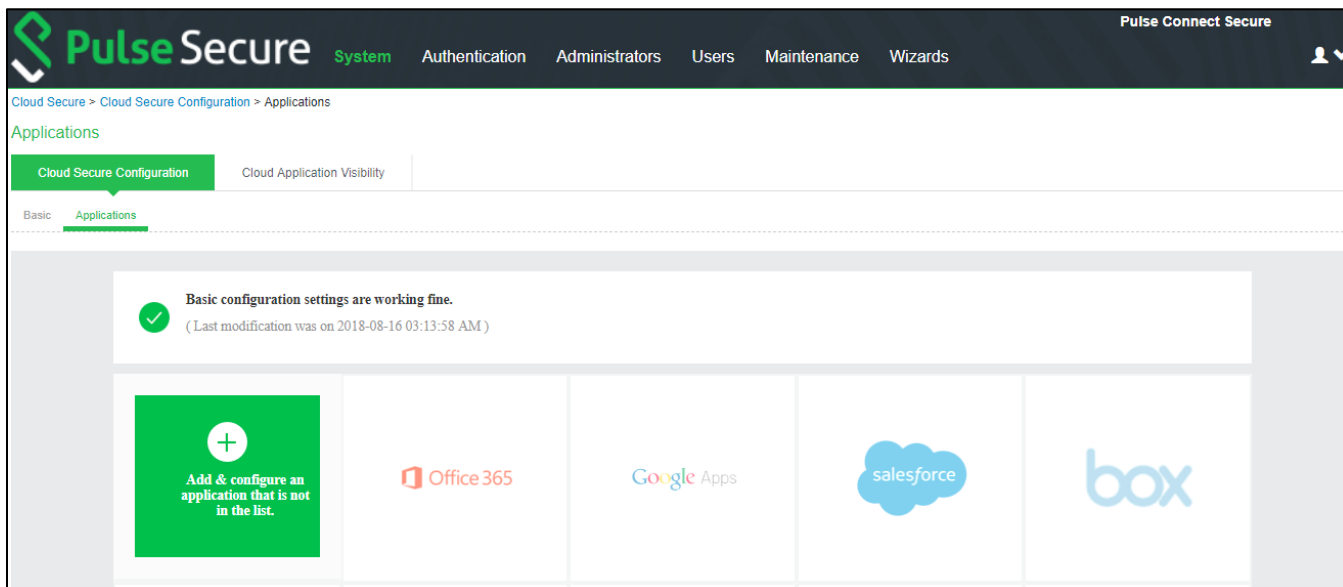 Pulse Connect Secure
Pulse Secure
System Authentication Administrators Users Maintenance Wizards
Cloud Secure > Cloud Secure Configuration > Applications
Applications
Cloud Secure Configuration Cloud Application Visibility
Basic Applications
Basic configuration settings are working fine.
( Last modification was on 2018-08-16 03:13:58 AM )
Add & configure an
application that is not
in the list.
Office 365
Google Apps
salesforce
box